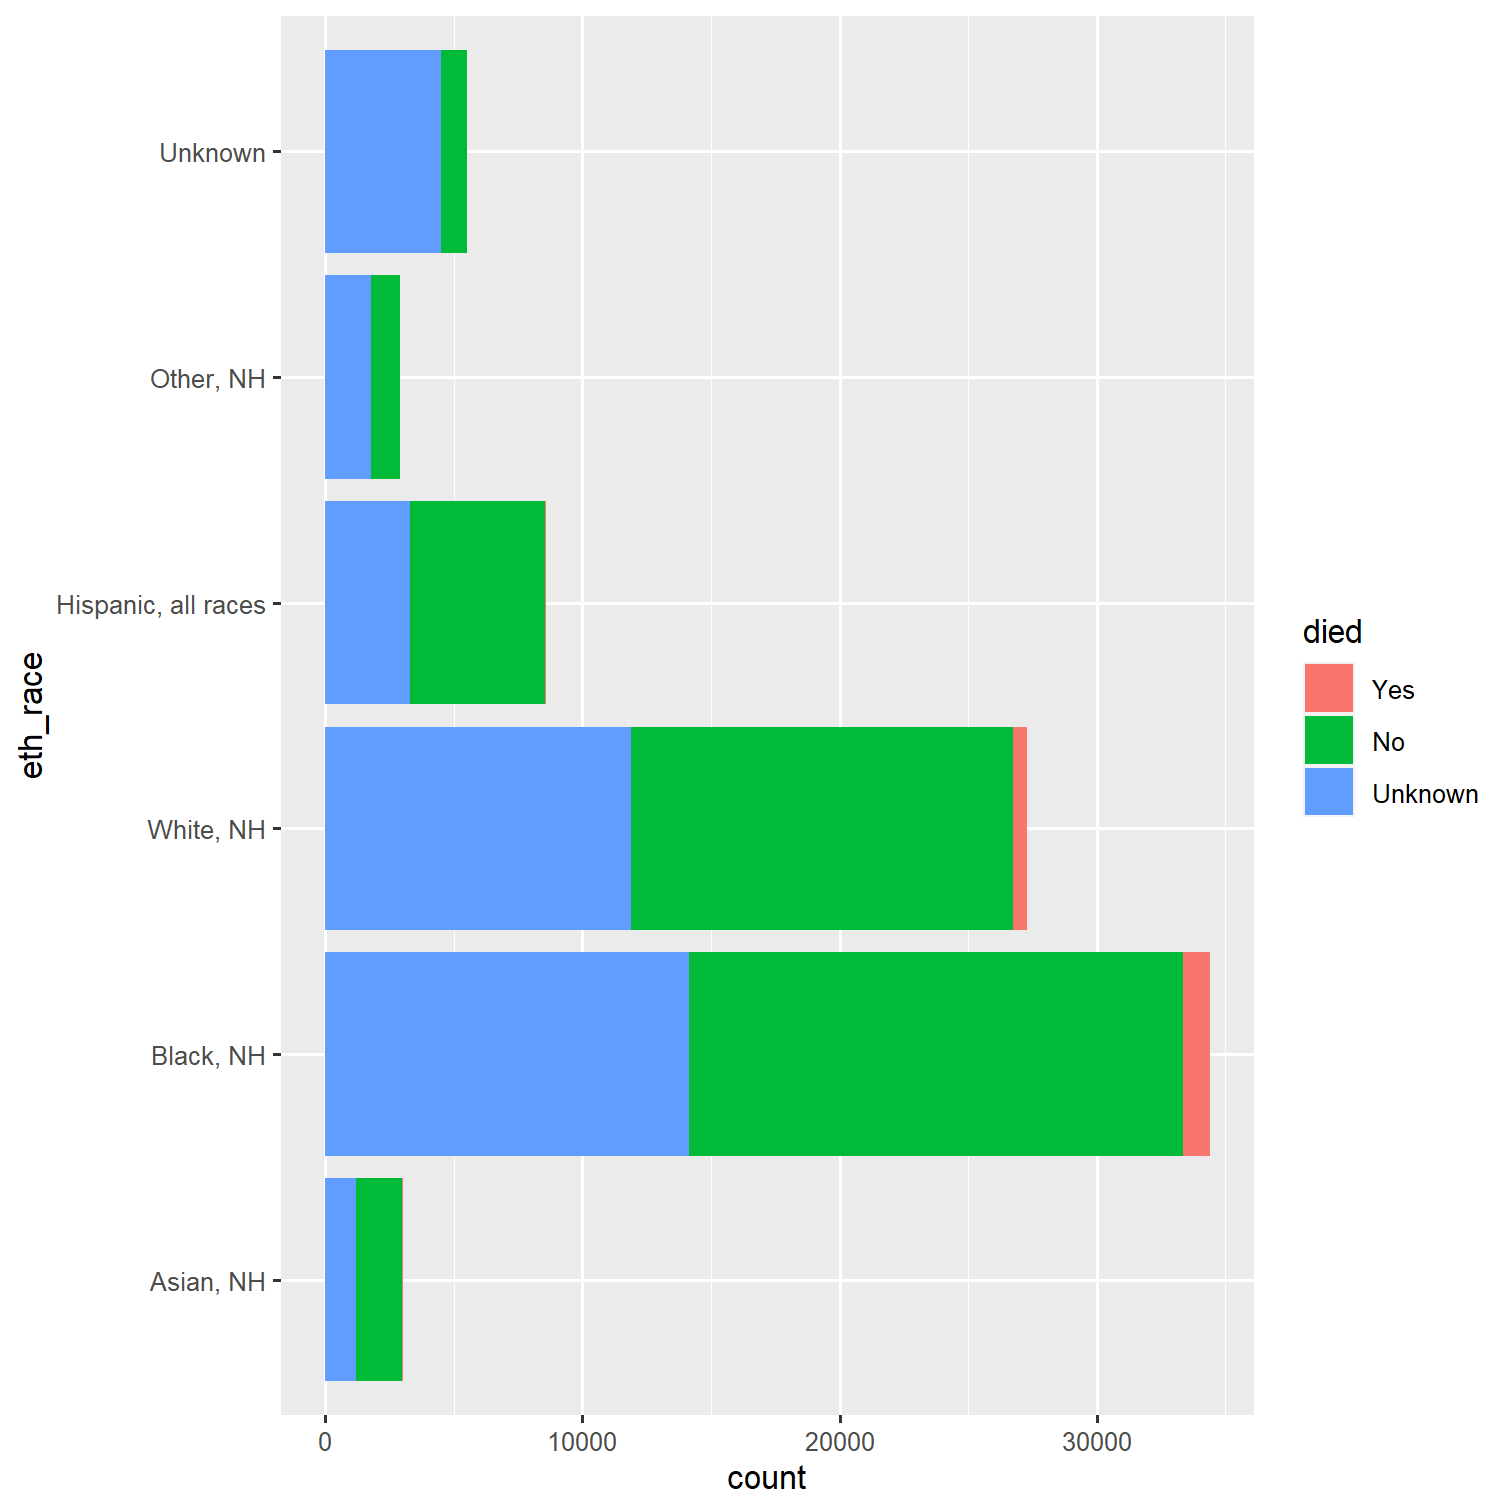 Unknown
Other, NH
Hispanic, all races
White, NH
Black, NH
Asian, NH
eth_race
0 10000 20000 30000
count
died
Yes
No
Unknown